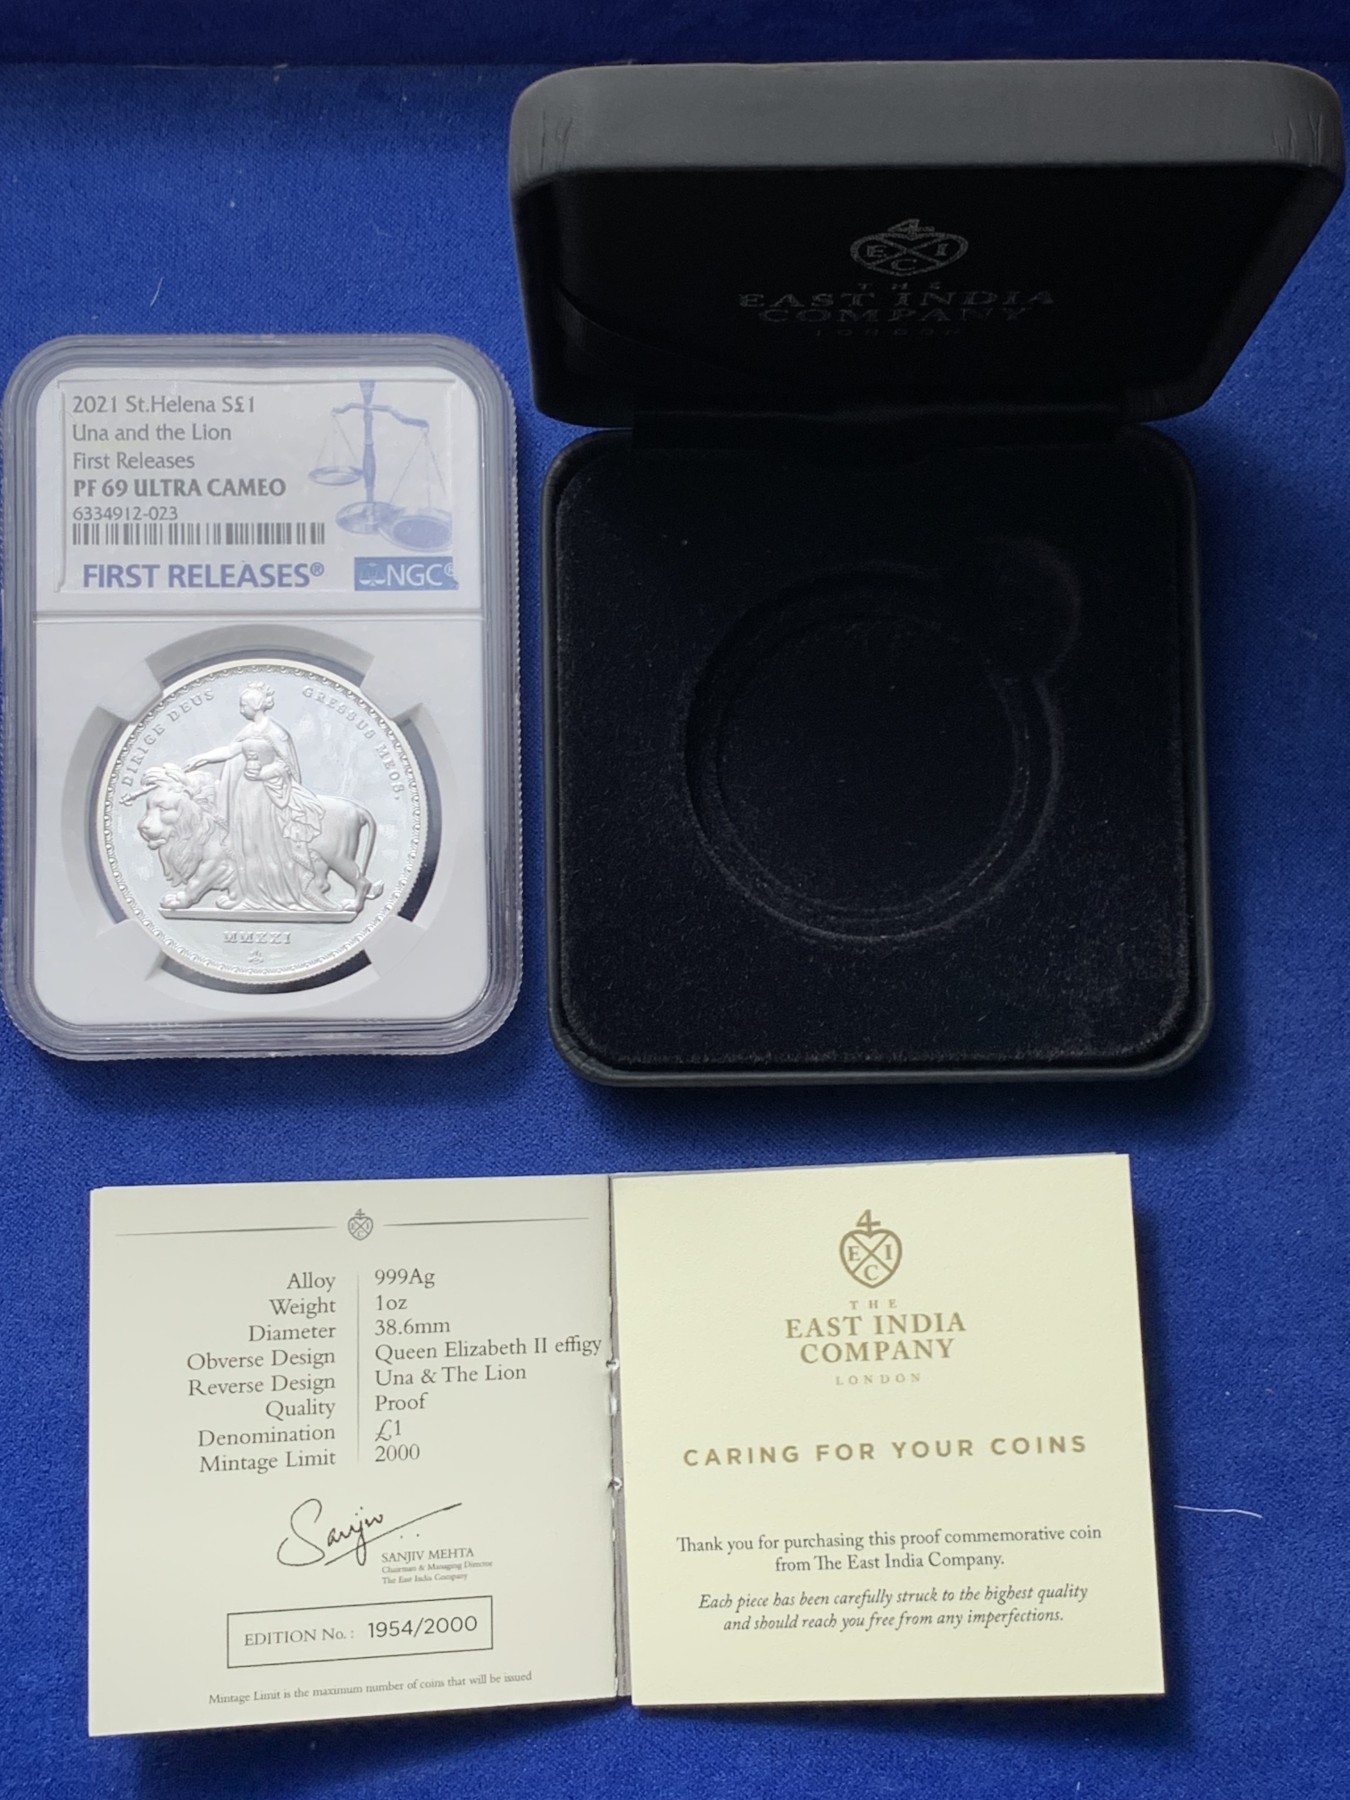 2021 St.Helena S£1
Una and the Lion
First Releases
PF 69 ULTRA CAMEO
6334912-023
FIRST RELEASES®
NGC®
DIRIGE DEUS GRESSUS MEOS.
MMXXI
4
E I
C
THE
EAST INDIA
COMPANY
LONDON
Alloy 999Ag
Weight 1oz
Diameter 38.6mm
Obverse Design Queen Elizabeth II effigy
Reverse Design Una & The Lion
Quality Proof
Denomination £1
Mintage Limit 2000
Sanjiv
SANJIV MEHTA
Chairman & Managing Director
The East India Company
EDITION No.: 1954/2000
Mintage Limit is the maximum number of coins that will be issued
4
E I
C
THE
EAST INDIA
COMPANY
LONDON
CARING FOR YOUR COINS
Thank you for purchasing this proof commemorative coin
from The East India Company.
Each piece has been carefully struck to the highest quality
and should reach you free from any imperfections.